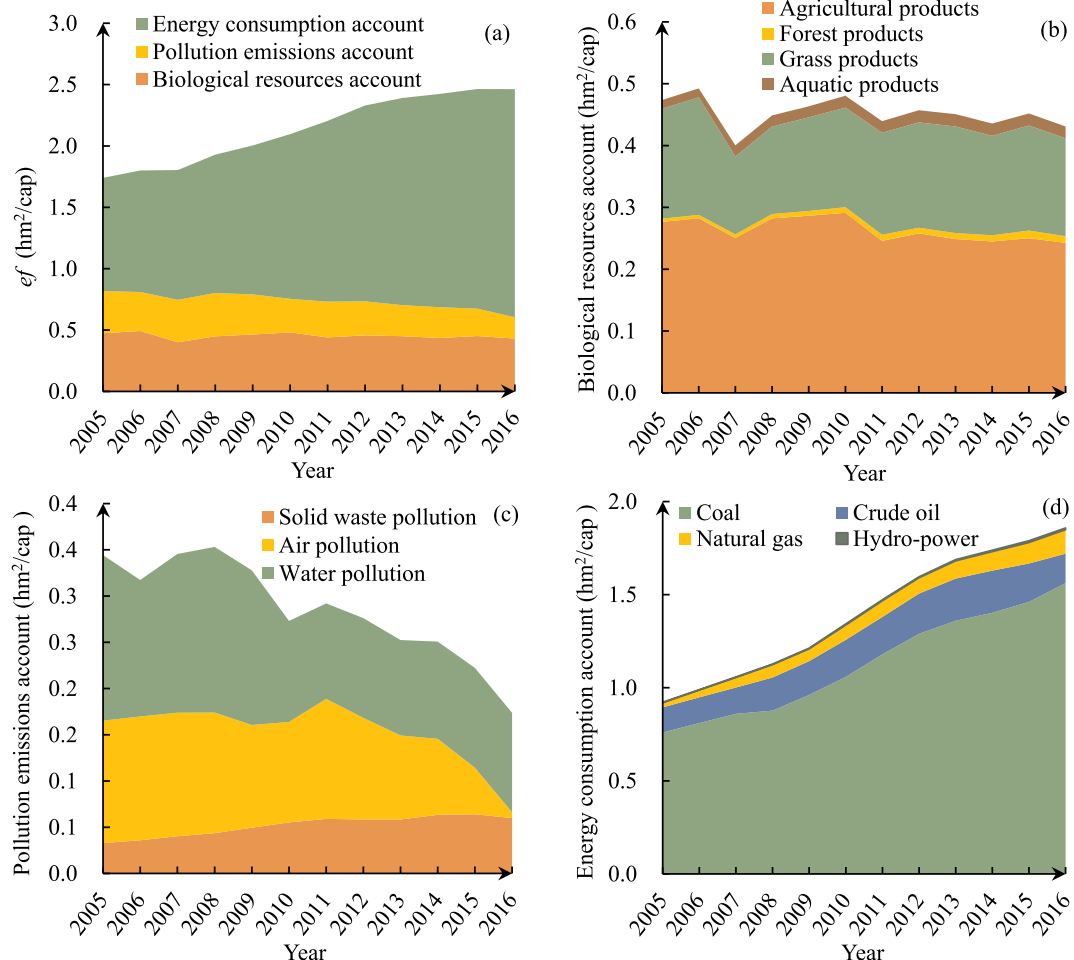 (a)
Energy consumption account
Pollution emissions account
Biological resources account
ef (hm²/cap)
3.0
2.5
2.0
1.5
1.0
0.5
0.0
2005
2006
2007
2008
2009
2010
2011
2012
2013
2014
2015
2016
Year
(b)
Agricultural products
Forest products
Grass products
Aquatic products
Biological resources account (hm²/cap)
0.6
0.5
0.4
0.3
0.2
0.1
0.0
2005
2006
2007
2008
2009
2010
2011
2012
2013
2014
2015
2016
Year
(c)
Solid waste pollution
Air pollution
Water pollution
Pollution emissions account (hm²/cap )
0.4
0.4
0.3
0.3
0.2
0.2
0.1
0.1
0.0
2005
2006
2007
2008
2009
2010
2011
2012
2013
2014
2015
2016
Year
(d)
Coal
Crude oil
Natural gas
Hydro-power
Energy consumption account (hm²/cap )
2.0
1.5
1.0
0.5
0.0
2005
2006
2007
2008
2009
2010
2011
2012
2013
2014
2015
2016
Year